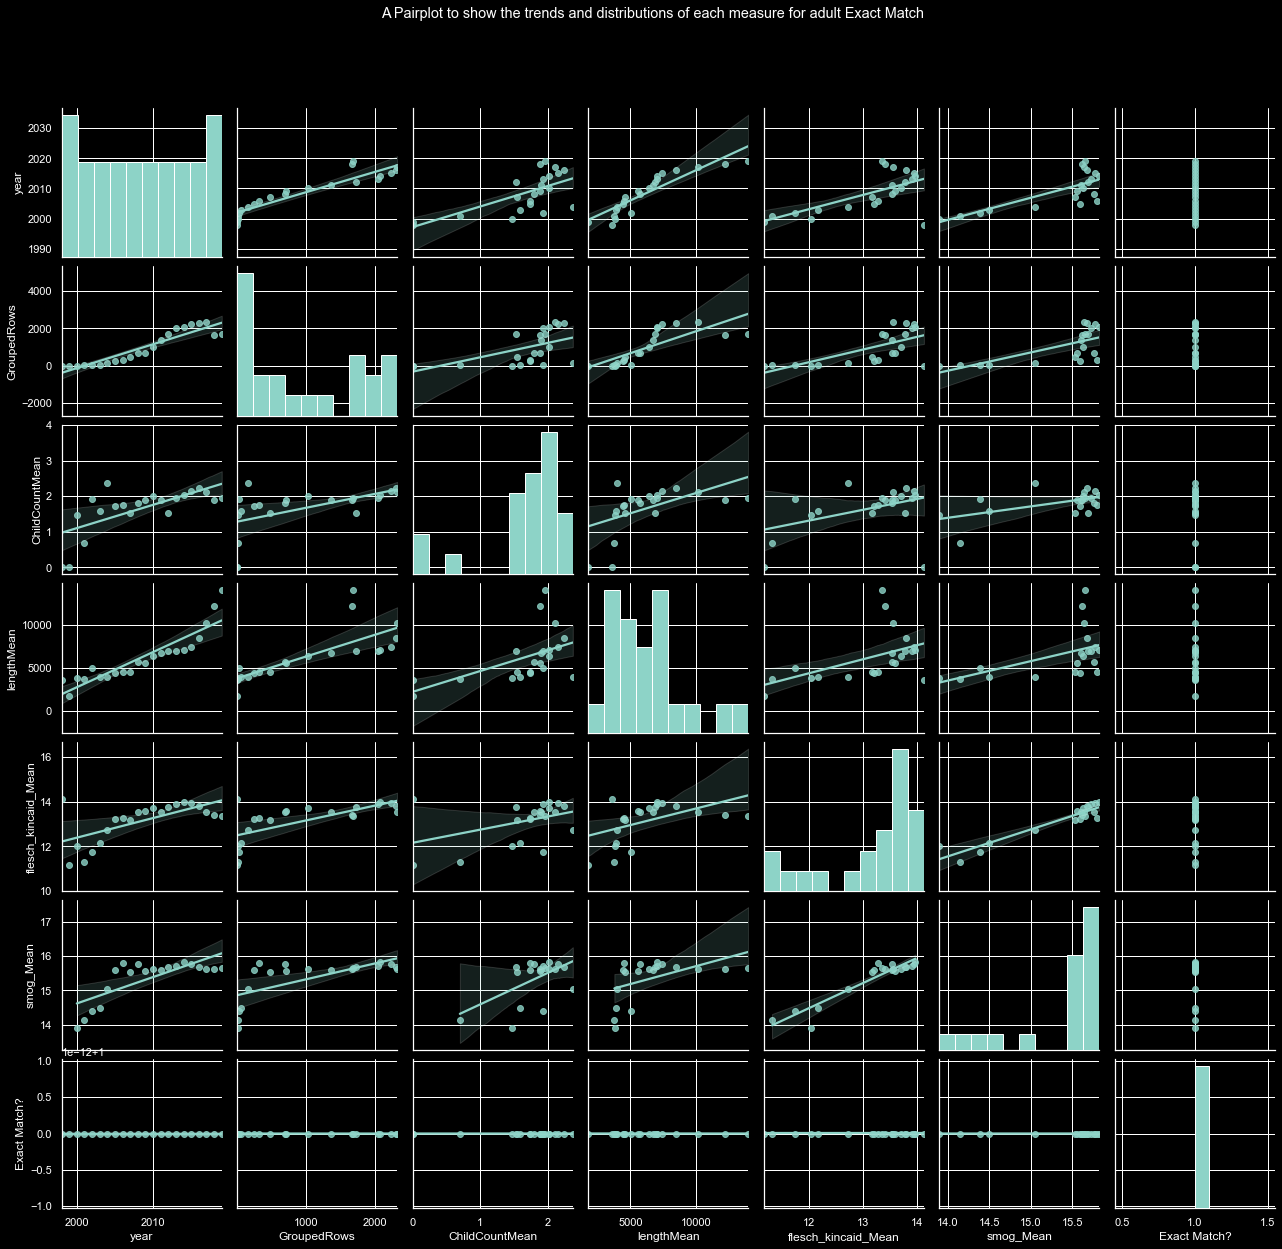 A Pairplot to show the trends and distributions of each measure for adult Exact Match
2030
2020
2010
2000
1990
year
4000
2000
0
−2000
GroupedRows
4
3
2
1
0
ChildCountMean
10000
5000
0
lengthMean
16
14
12
10
flesch_kincaid_Mean
17
16
15
14
smog_Mean
1e−12+1
1.0
0.5
0.0
−0.5
−1.0
Exact Match?
2000 2010
year
1000 2000
GroupedRows
0 1 2
ChildCountMean
5000 10000
lengthMean
12 13 14
flesch_kincaid_Mean
14.0 14.5 15.0 15.5
smog_Mean
0.5 1.0 1.5
Exact Match?